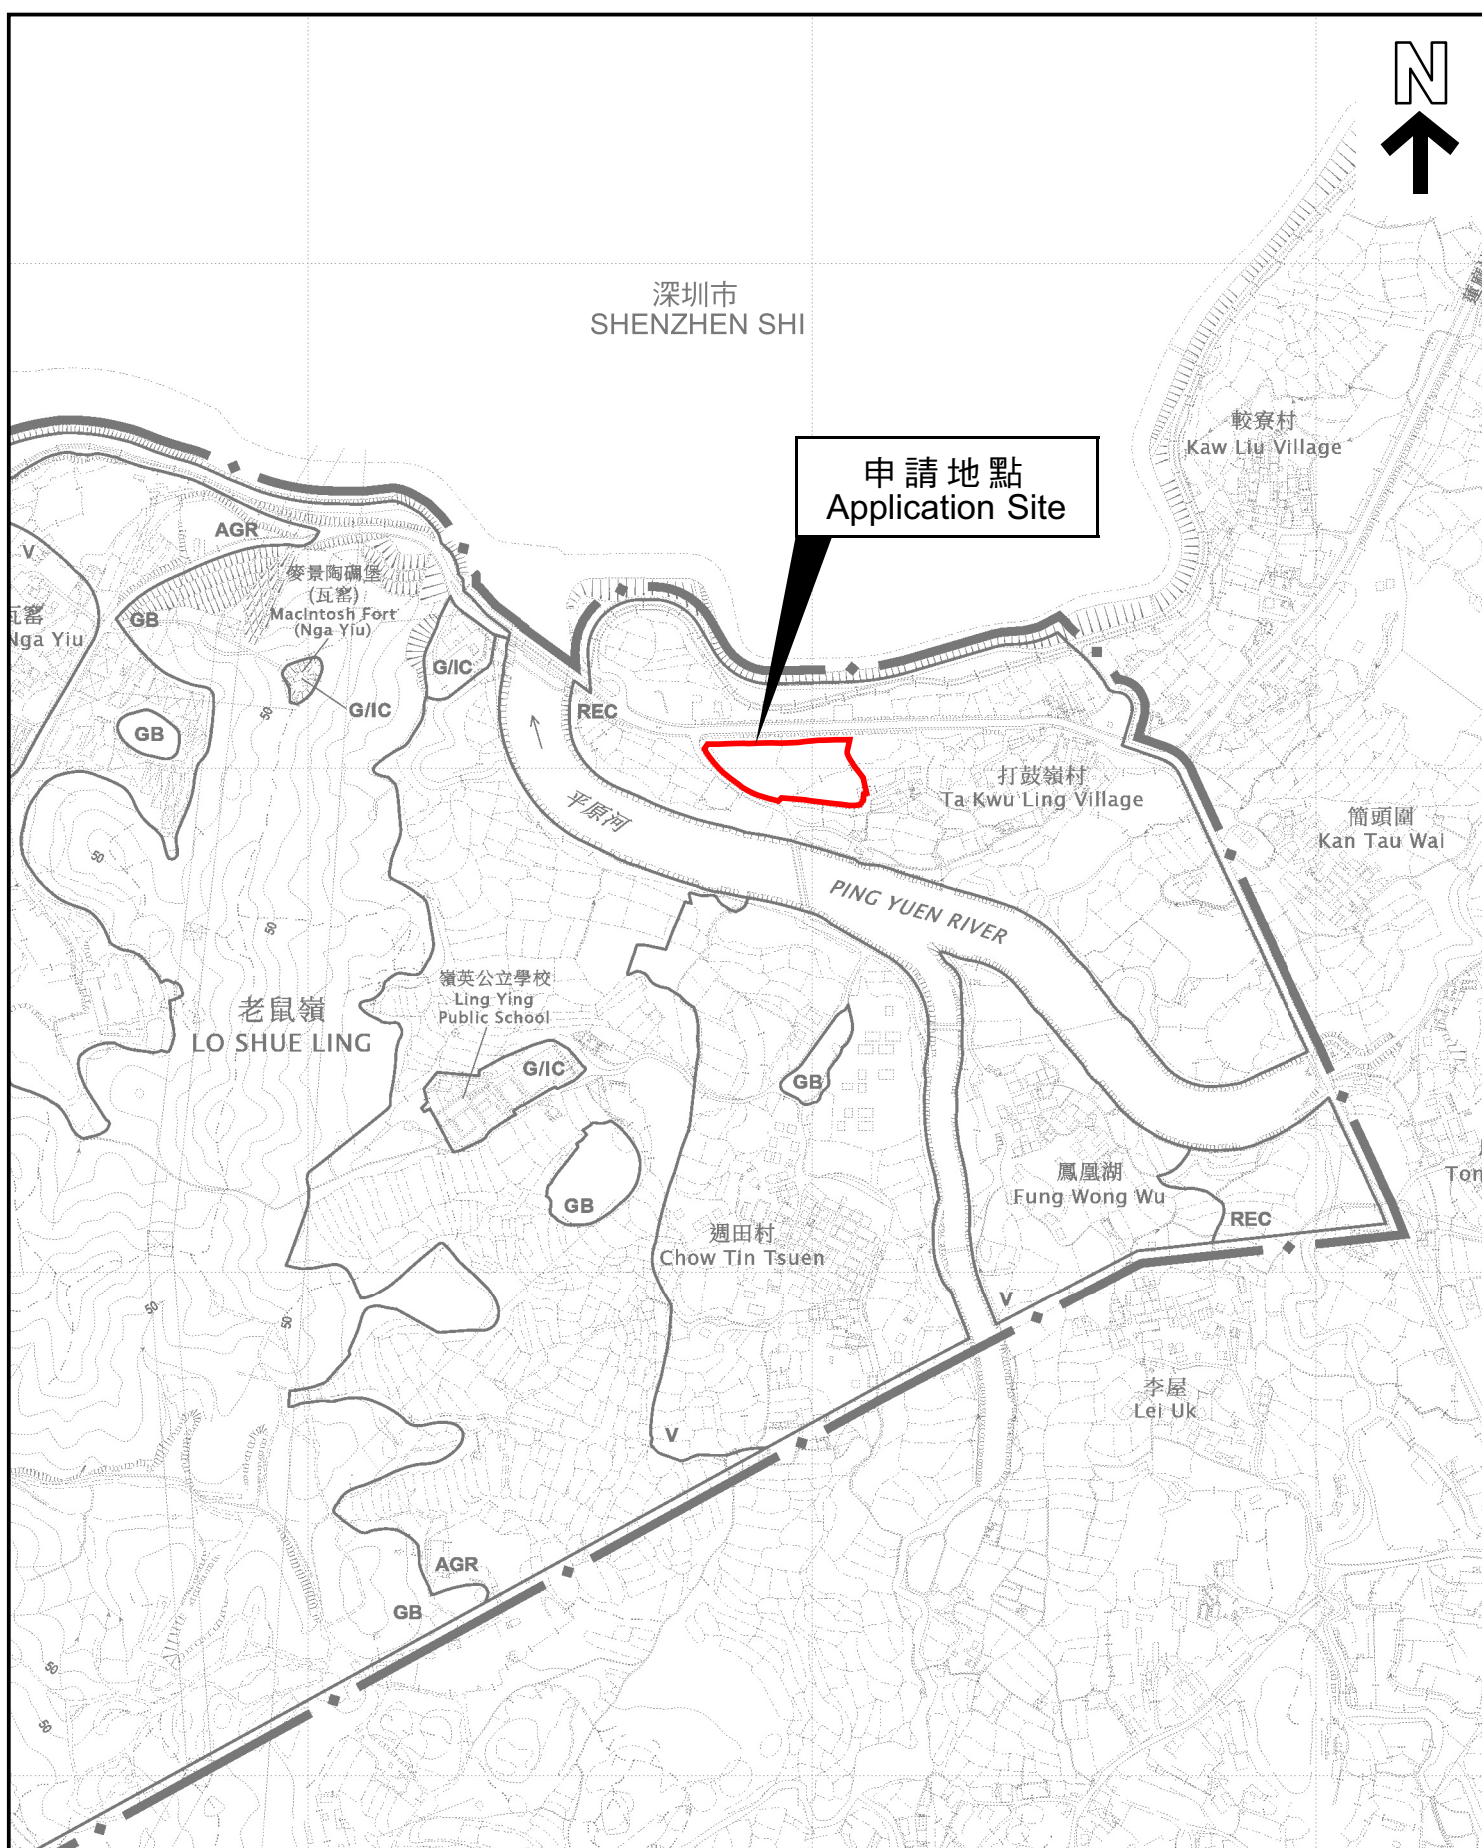 N
深圳市
SHENZHEN SHI
較寮村
Kaw Liu Village
申請地點
Application Site
AGR
V
麥景陶碉堡
(瓦窰)
MacIntosh Fort
(Nga Yiu)
瓦窰
Nga Yiu
GB
G/IC
G/IC
50
REC
GB
打鼓嶺村
Ta Kwu Ling Village
簡頭圍
Kan Tau Wai
平原河
PING YUEN RIVER
50
50
嶺英公立學校
Ling Ying
Public School
老鼠嶺
LO SHUE LING
G/IC
GB
GB
鳳凰湖
Fung Wong Wu
Ton
REC
週田村
Chow Tin Tsuen
V
50
50
李屋
Lei Uk
V
AGR
GB
50
50